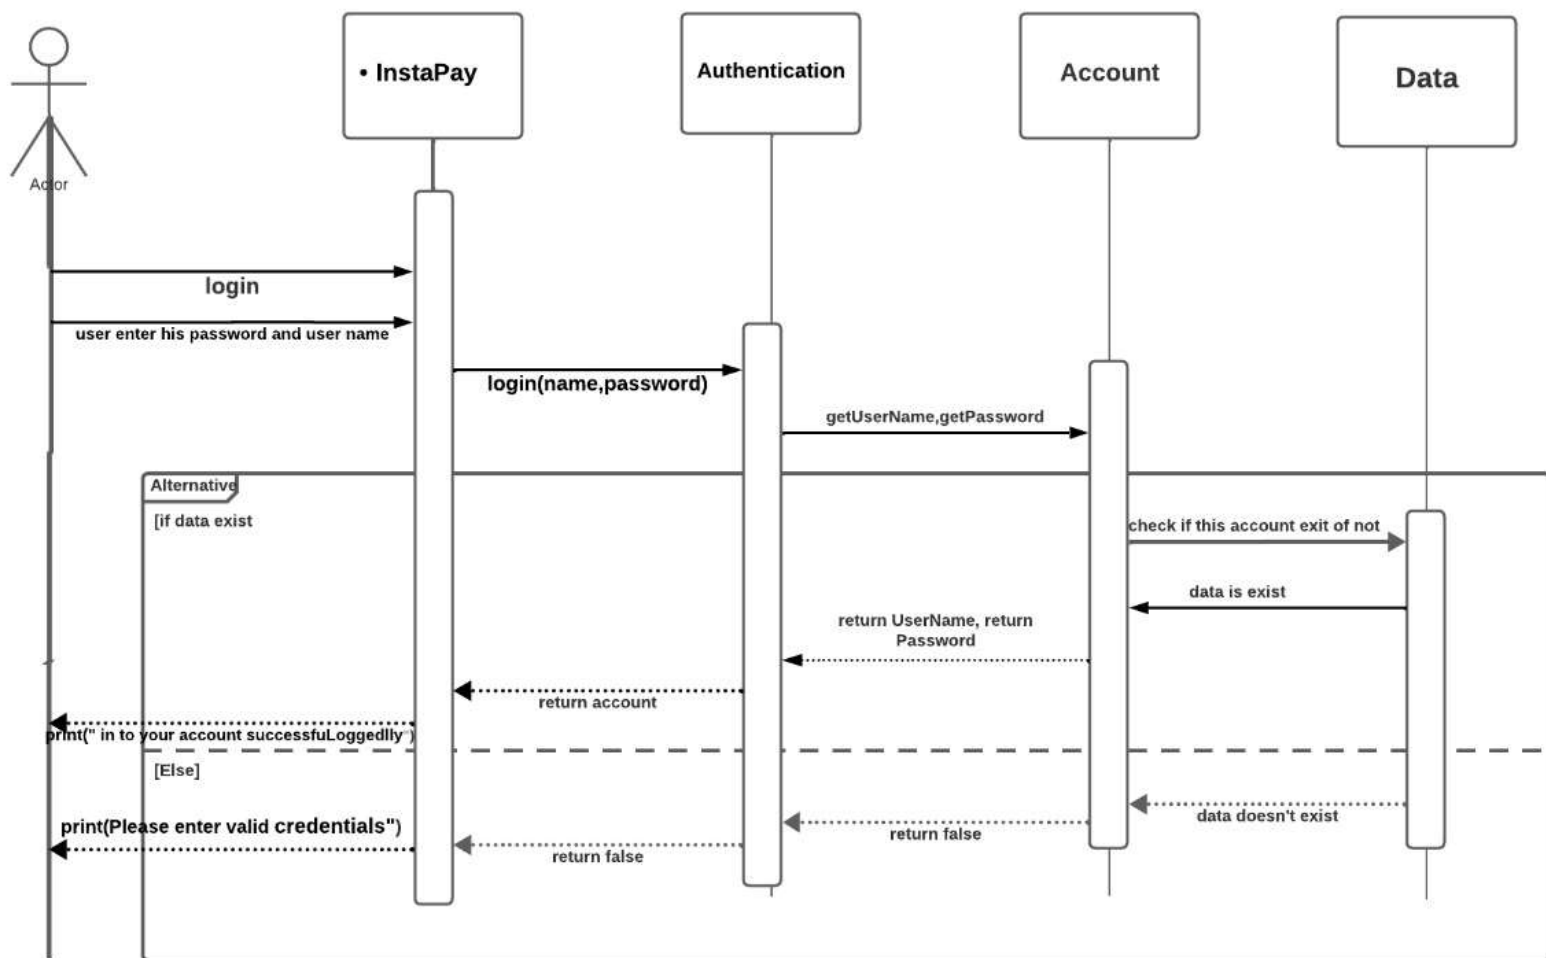 • InstaPay
Authentication
Account
Data
Actor
login
user enter his password and user name
login(name,password)
getUserName,getPassword
Alternative
[if data exist
check if this account exit of not
data is exist
return UserName, return
Password
return account
print(" in to your account successfuLoggedlly")
[Else]
data doesn't exist
print(Please enter valid credentials")
return false
return false